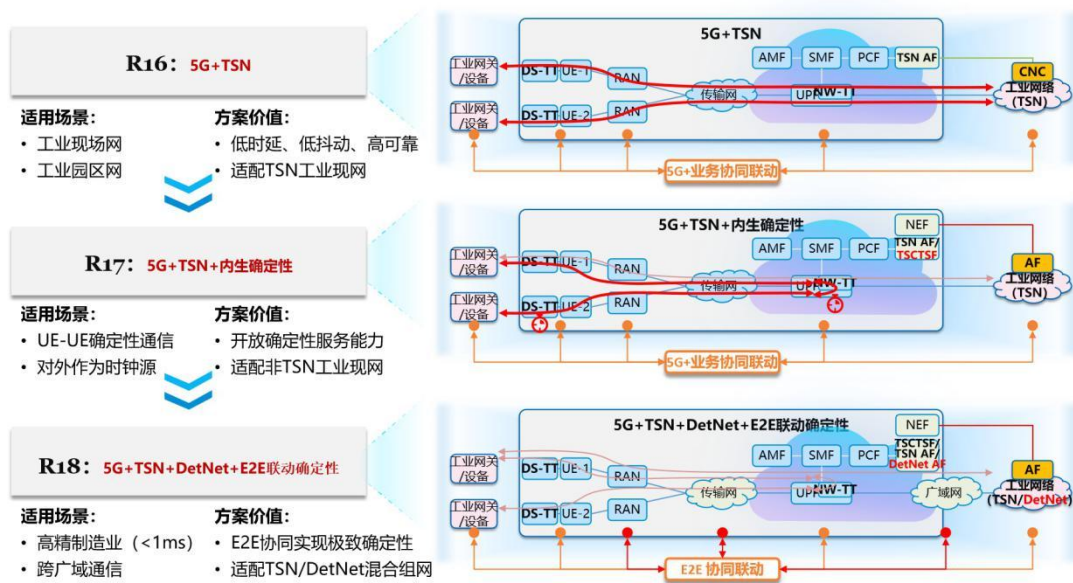 R16：5G+TSN
适用场景：
• 工业现场网
• 工业园区网
方案价值：
• 低时延、低抖动、高可靠
• 适配TSN工业现网
5G+TSN
AMF
SMF
PCF
TSN AF
CNC
工业网关
/设备
DS-TT
UE-1
RAN
传输网
UPF
NW-TT
工业网络
(TSN)
工业网关
/设备
DS-TT
UE-2
RAN
5G+业务协同联动
R17：5G+TSN+内生确定性
适用场景：
• UE-UE确定性通信
• 对外作为时钟源
方案价值：
• 开放确定性服务能力
• 适配非TSN工业现网
5G+TSN+内生确定性
NEF
AMF
SMF
PCF
TSN AF/
TSCTSF
AF
工业网关
/设备
DS-TT
UE-1
RAN
传输网
UPF
NW-TT
工业网络
(TSN)
工业网关
/设备
DS-TT
UE-2
RAN
5G+业务协同联动
R18：5G+TSN+DetNet+E2E联动确定性
适用场景：
• 高精制造业（<1ms）
• 跨广域通信
方案价值：
• E2E协同实现极致确定性
• 适配TSN/DetNet混合组网
5G+TSN+DetNet+E2E联动确定性
NEF
AMF
SMF
PCF
TSCTSF/
TSN AF/
DetNet AF
AF
工业网关
/设备
DS-TT
UE-1
RAN
传输网
UPF
NW-TT
广域网
工业网络
(TSN/DetNet)
工业网关
/设备
DS-TT
UE-2
RAN
E2E 协同联动